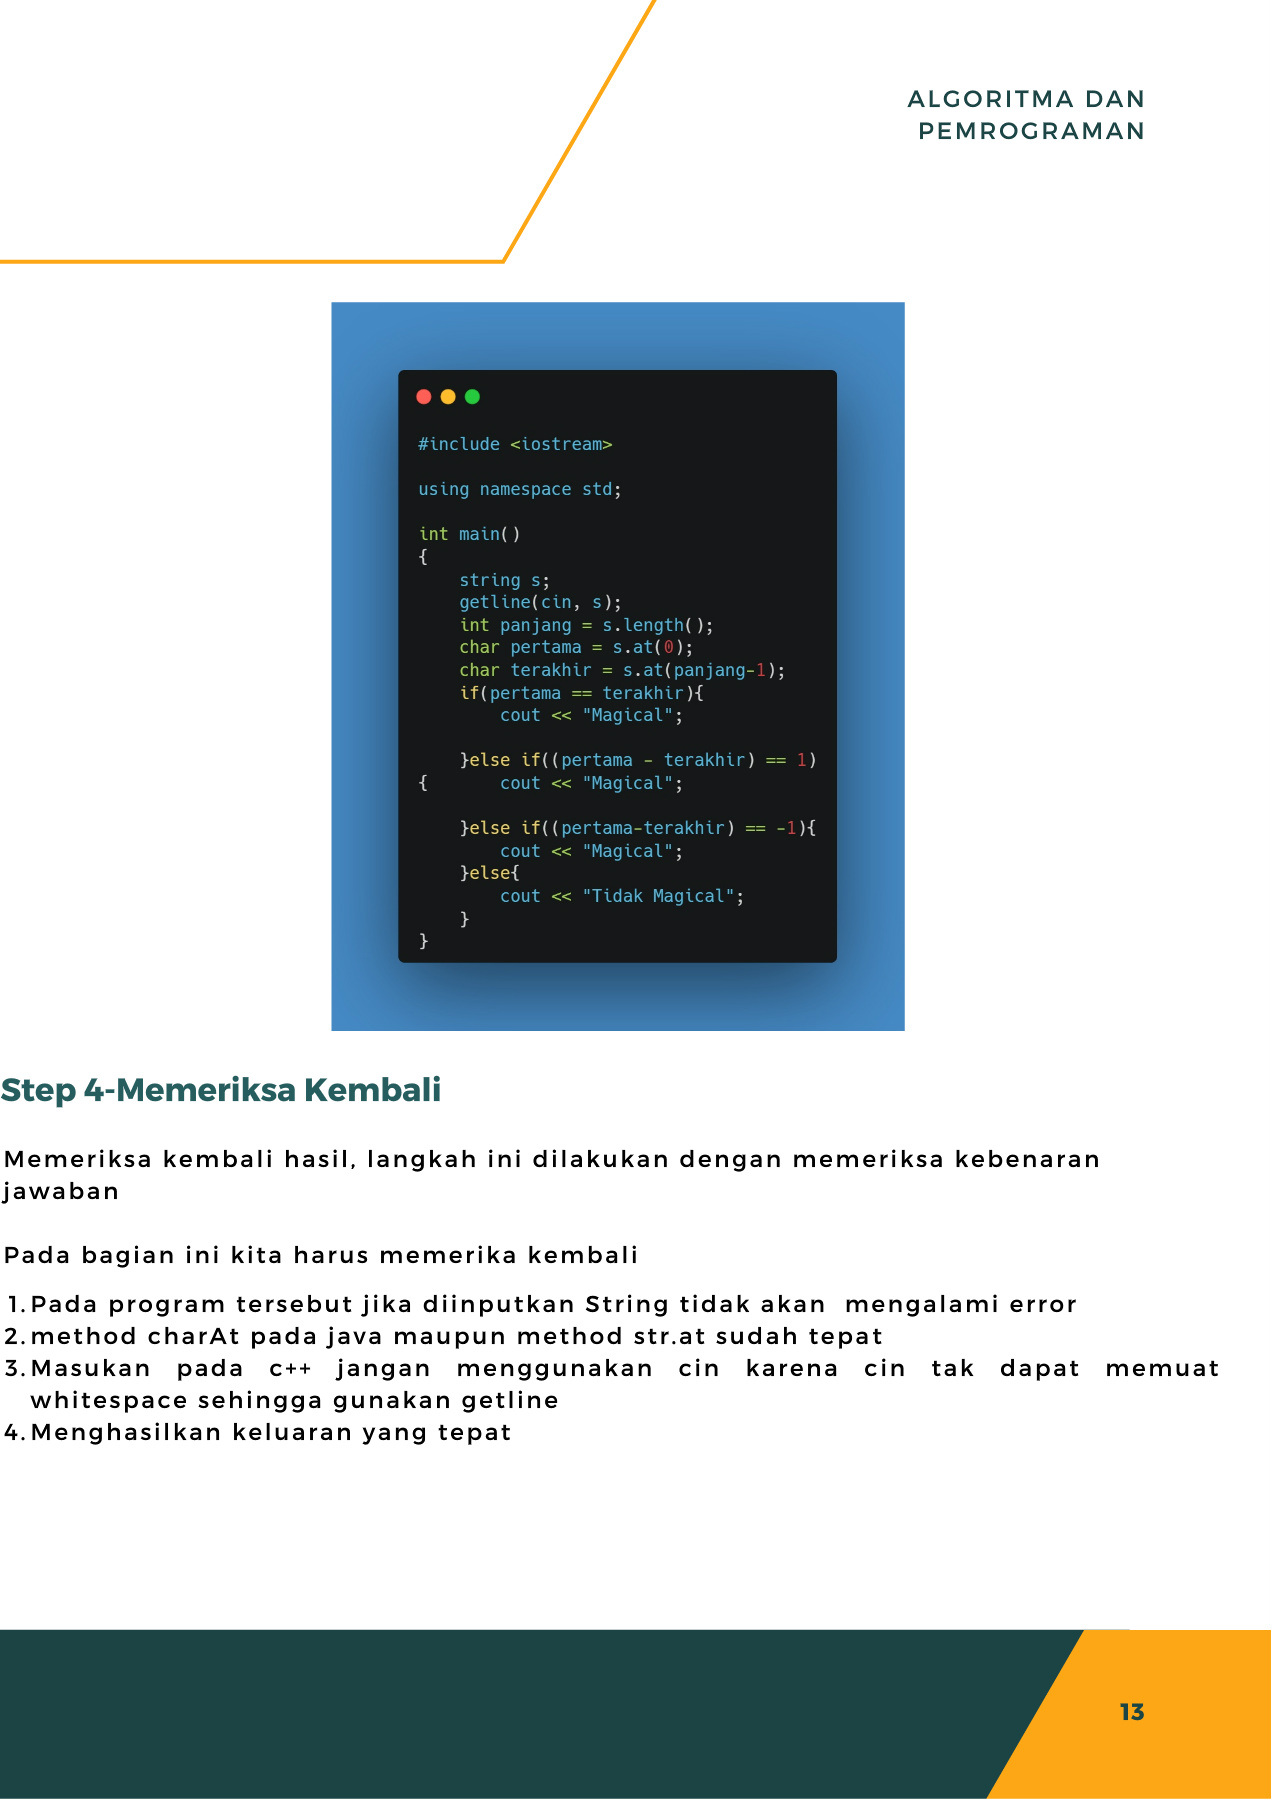 ALGORITMA DAN
PEMROGRAMAN
#include <iostream>
using namespace std;
int main()
{
string s;
getline(cin, s);
int panjang = s.length();
char pertama = s.at(0);
char terakhir = s.at(panjang-1);
if(pertama == terakhir){
cout << "Magical";
}else if((pertama - terakhir) == 1)
{ cout << "Magical";
}else if((pertama-terakhir) == -1){
cout << "Magical";
}else{
cout << "Tidak Magical";
}
}
Step 4-Memeriksa Kembali
Memeriksa kembali hasil, langkah ini dilakukan dengan memeriksa kebenaran
jawaban
Pada bagian ini kita harus memerika kembali
1. Pada program tersebut jika diinputkan String tidak akan mengalami error
2. method charAt pada java maupun method str.at sudah tepat
3. Masukan pada c++ jangan menggunakan cin karena cin tak dapat memuat
whitespace sehingga gunakan getline
4. Menghasilkan keluaran yang tepat
13